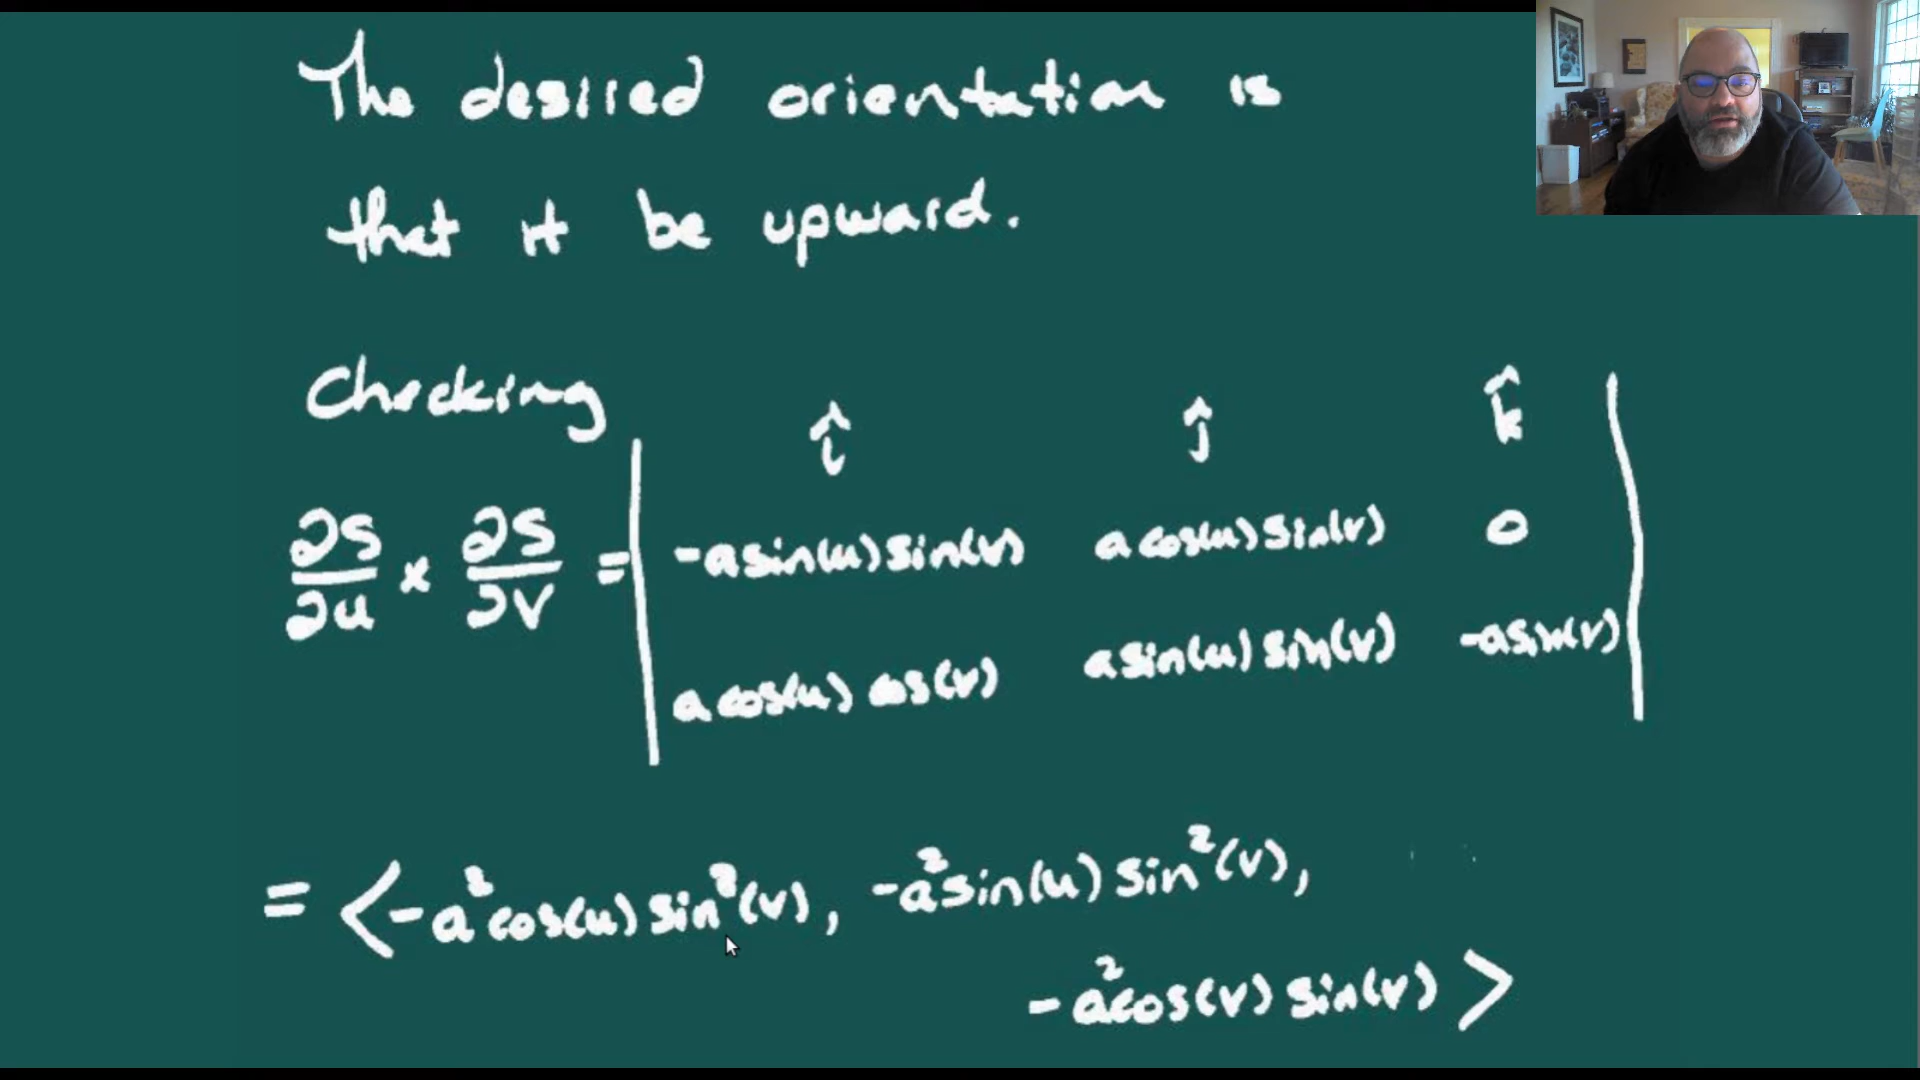 The desired orientation is
that it be upward.
Checking
∂S/∂u × ∂S/∂v = | î ĵ k̂ |
| -a sin(u) sin(v) a cos(u) sin(v) 0 |
| a cos(u) cos(v) a sin(u) sin(v) -a sin(v) |
= < -a² cos(u) sin²(v), -a² sin(u) sin²(v),
-a² cos(v) sin(v) >